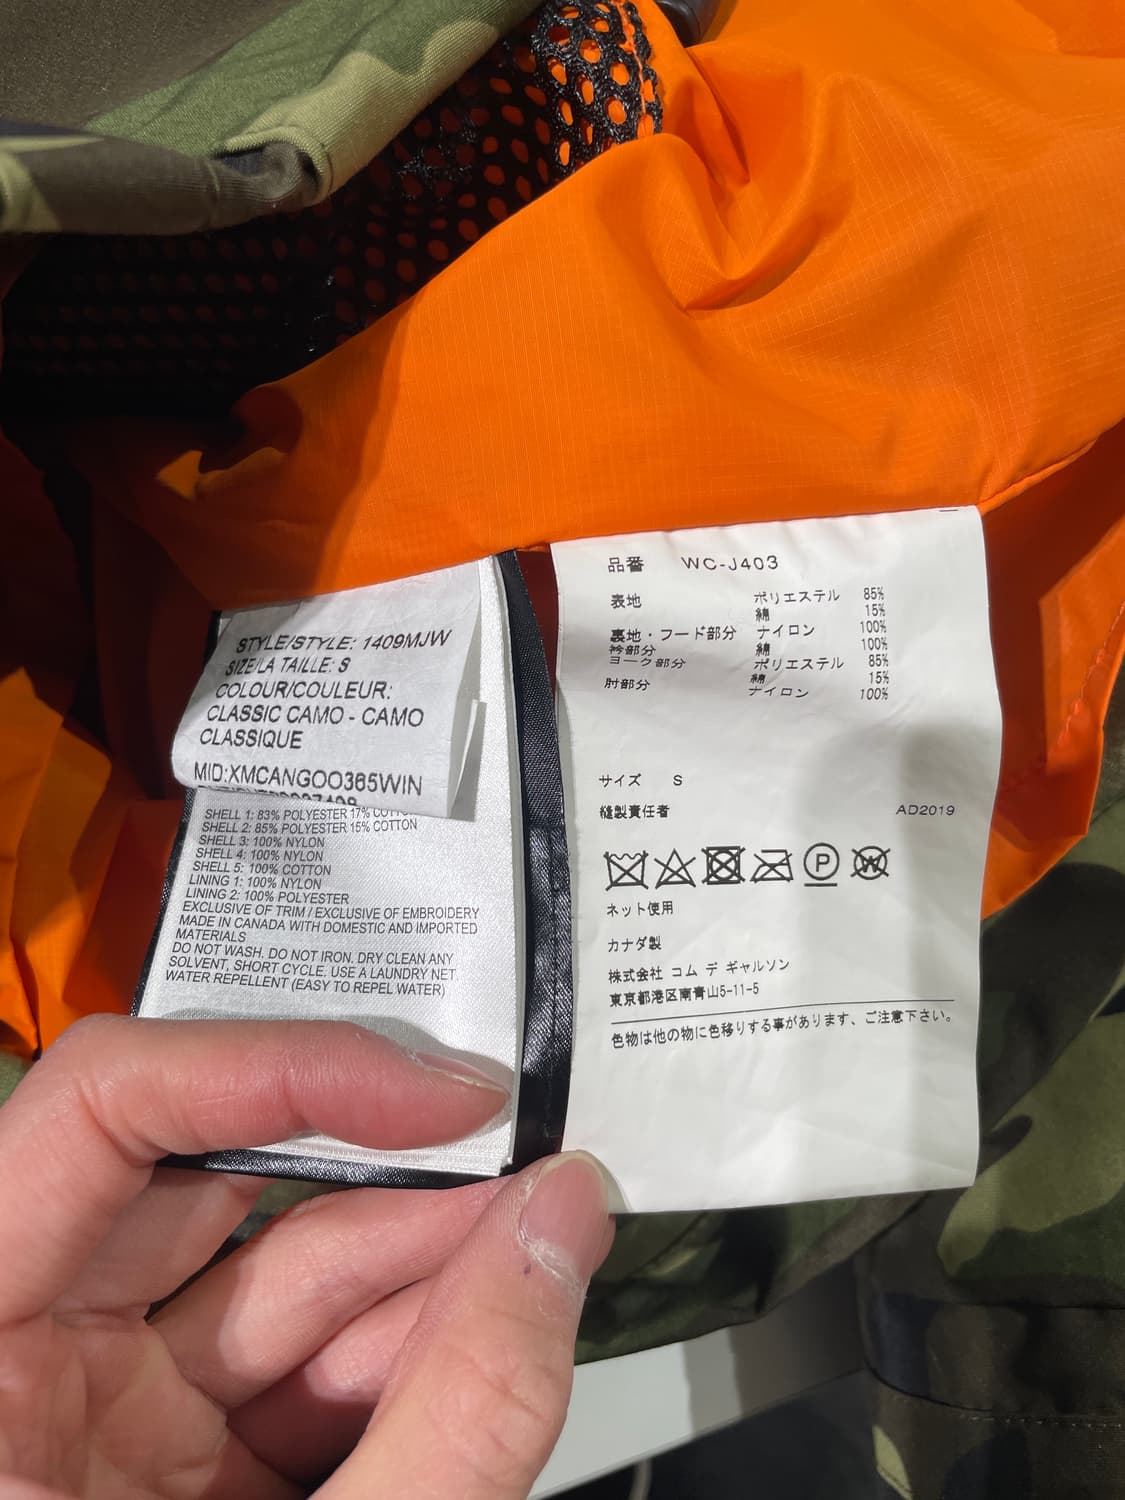 STYLE/STYLE: 1409MJW
SIZE/LA TAILLE: S
COLOUR/COULEUR:
CLASSIC CAMO - CAMO
CLASSIQUE
MID:XMCANGOO365WIN
SHELL 1: 83% POLYESTER 17%
SHELL 2: 85% POLYESTER 15% COTTON
SHELL 3: 100% NYLON
SHELL 4: 100% NYLON
SHELL 5: 100% COTTON
LINING 1: 100% NYLON
LINING 2: 100% POLYESTER
EXCLUSIVE OF TRIM / EXCLUSIVE OF EMBROIDERY
MADE IN CANADA WITH DOMESTIC AND IMPORTED
MATERIALS
DO NOT WASH. DO NOT IRON. DRY CLEAN ANY
SOLVENT, SHORT CYCLE. USE A LAUNDRY NET.
WATER REPELLENT (EASY TO REPEL WATER)
品番 WC-J403
表地 ポリエステル 85%
綿 15%
裏地・フード部分 ナイロン 100%
衿部分 綿 100%
ヨーク部分 ポリエステル 85%
綿 15%
肘部分 ナイロン 100%
サイズ S
縫製責任者 AD2019
P W
ネット使用
カナダ製
株式会社 コム デ ギャルソン
東京都港区南青山5-11-5
色物は他の物に色移りする事があります、ご注意下さい。